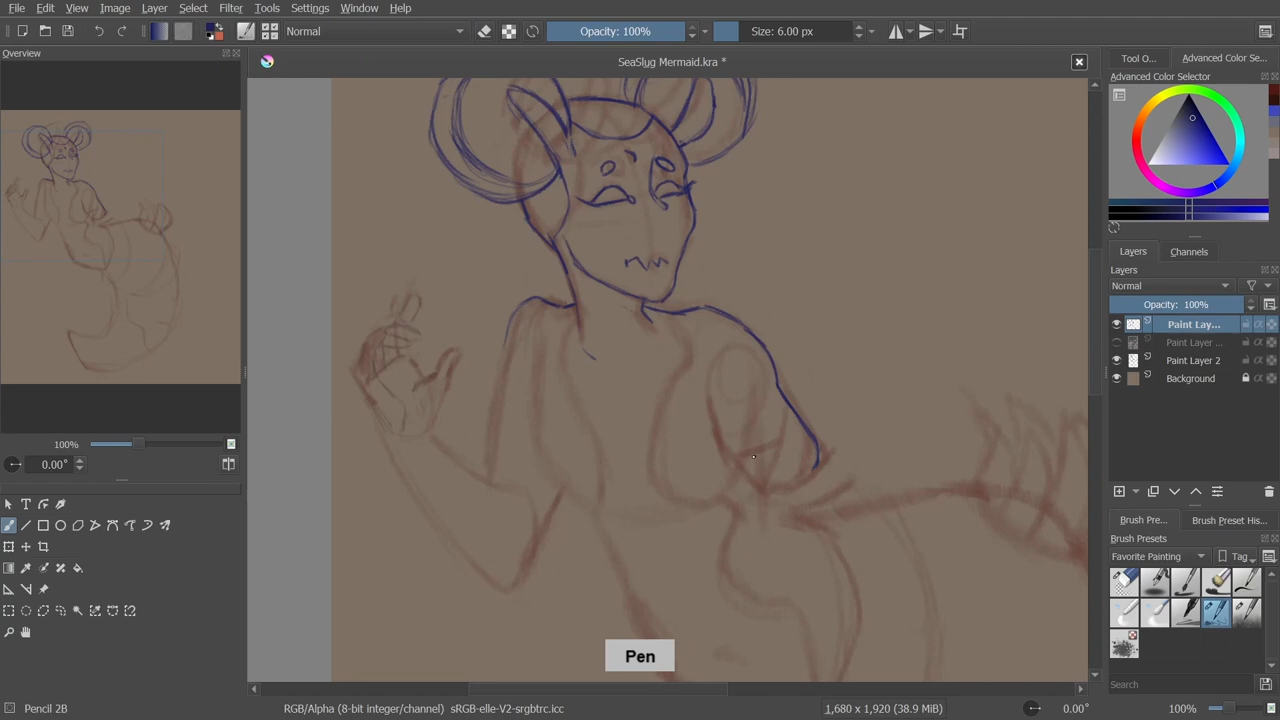 File Edit View Image Layer Select Filter Tools Settings Window Help
Normal
Opacity: 100%
Size: 6.00 px
Overview
SeaSlug Mermaid.kra *
Tool O...
Advanced Color Se...
Advanced Color Selector
Layers
Channels
Layers
Normal
Opacity: 100%
Paint Lay...
Paint Layer ...
Paint Layer 2
Background
100%
0.00°
Brush Pre...
Brush Preset His...
Brush Presets
Favorite Painting
Tag
Pen
Search
Pencil 2B
RGB/Alpha (8-bit integer/channel) sRGB-elle-V2-srgbtrc.icc
1,680 x 1,920 (38.9 MiB)
0.00°
100%